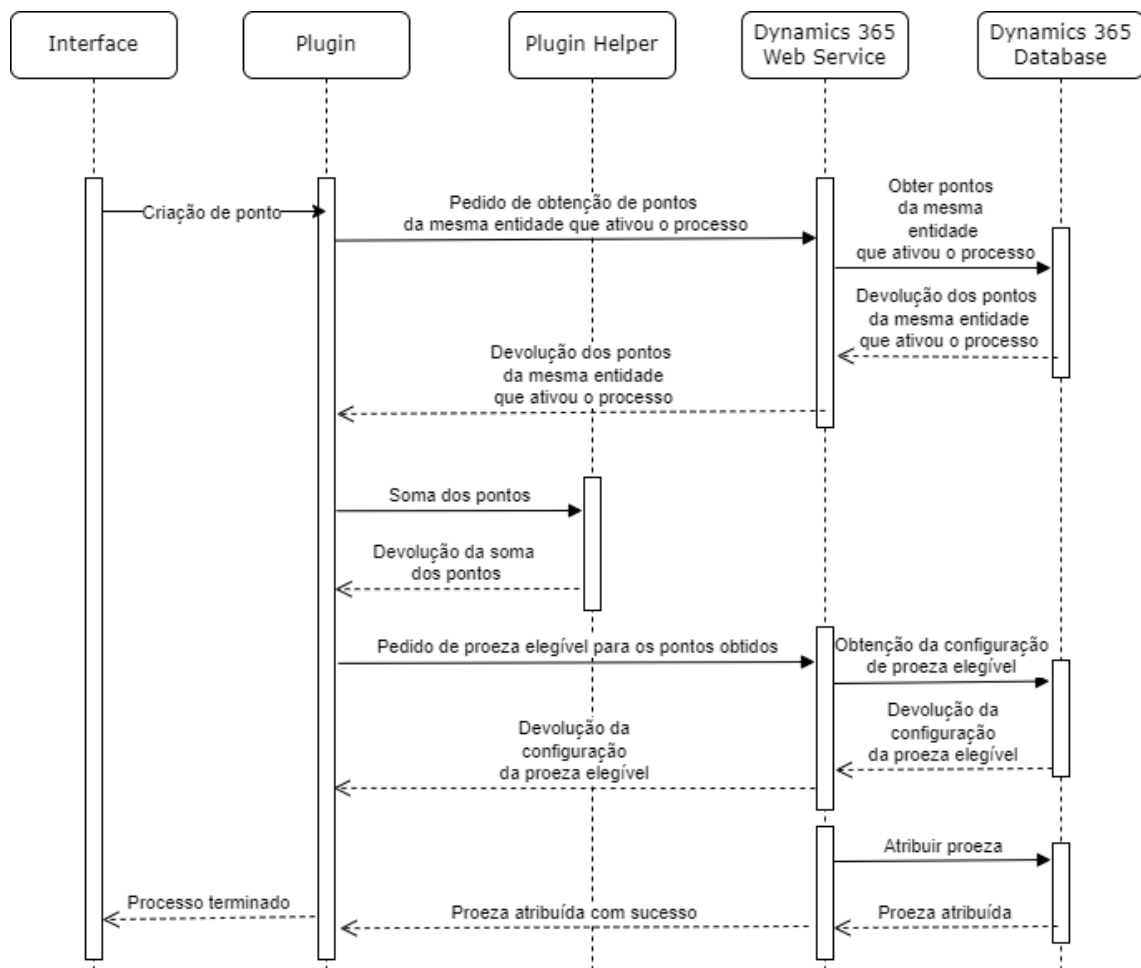 Interface
Plugin
Plugin Helper
Dynamics 365
Web Service
Dynamics 365
Database
Criação de ponto
Pedido de obtenção de pontos
da mesma entidade que ativou o processo
Obter pontos
da mesma
entidade
que ativou o processo
Devolução dos pontos
da mesma entidade
que ativou o processo
Devolução dos pontos
da mesma entidade
que ativou o processo
Soma dos pontos
Devolução da soma
dos pontos
Pedido de proeza elegível para os pontos obtidos
Obtenção da configuração
de proeza elegível
Devolução da
configuração
da proeza elegível
Devolução da
configuração
da proeza elegível
Atribuir proeza
Proeza atribuída
Proeza atribuída com sucesso
Processo terminado